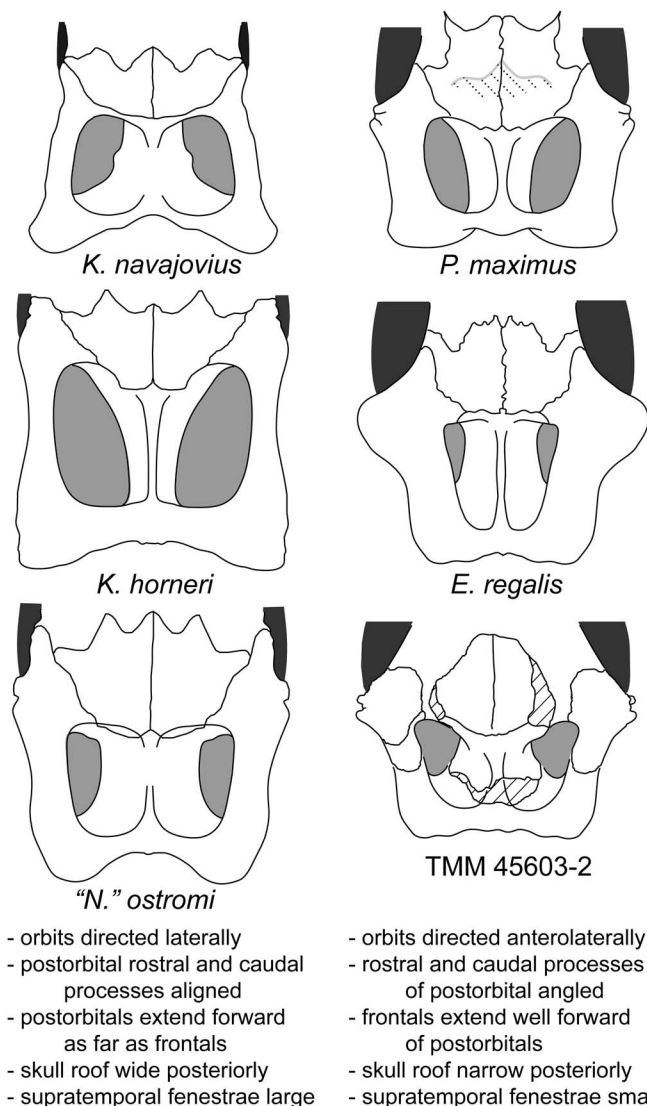 K. navajovius
P. maximus
K. horneri
E. regalis
"N." ostromi
TMM 45603-2
- orbits directed laterally
- postorbital rostral and caudal
processes aligned
- postorbitals extend forward
as far as frontals
- skull roof wide posteriorly
- supratemporal fenestrae large
- orbits directed anterolaterally
- rostral and caudal processes
of postorbital angled
- frontals extend well forward
of postorbitals
- skull roof narrow posteriorly
- supratemporal fenestrae sma